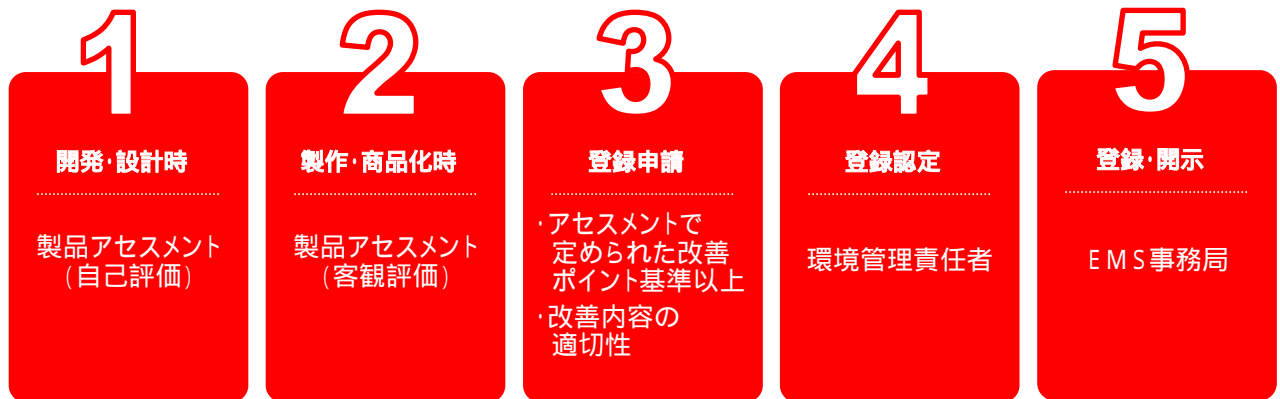 1
開発・設計時
製品アセスメント
(自己評価)
2
製作・商品化時
製品アセスメント
(客観評価)
3
登録申請
・アセスメントで
定められた改善
ポイント基準以上
・改善内容の
適切性
4
登録認定
環境管理責任者
5
登録・開示
EMS事務局